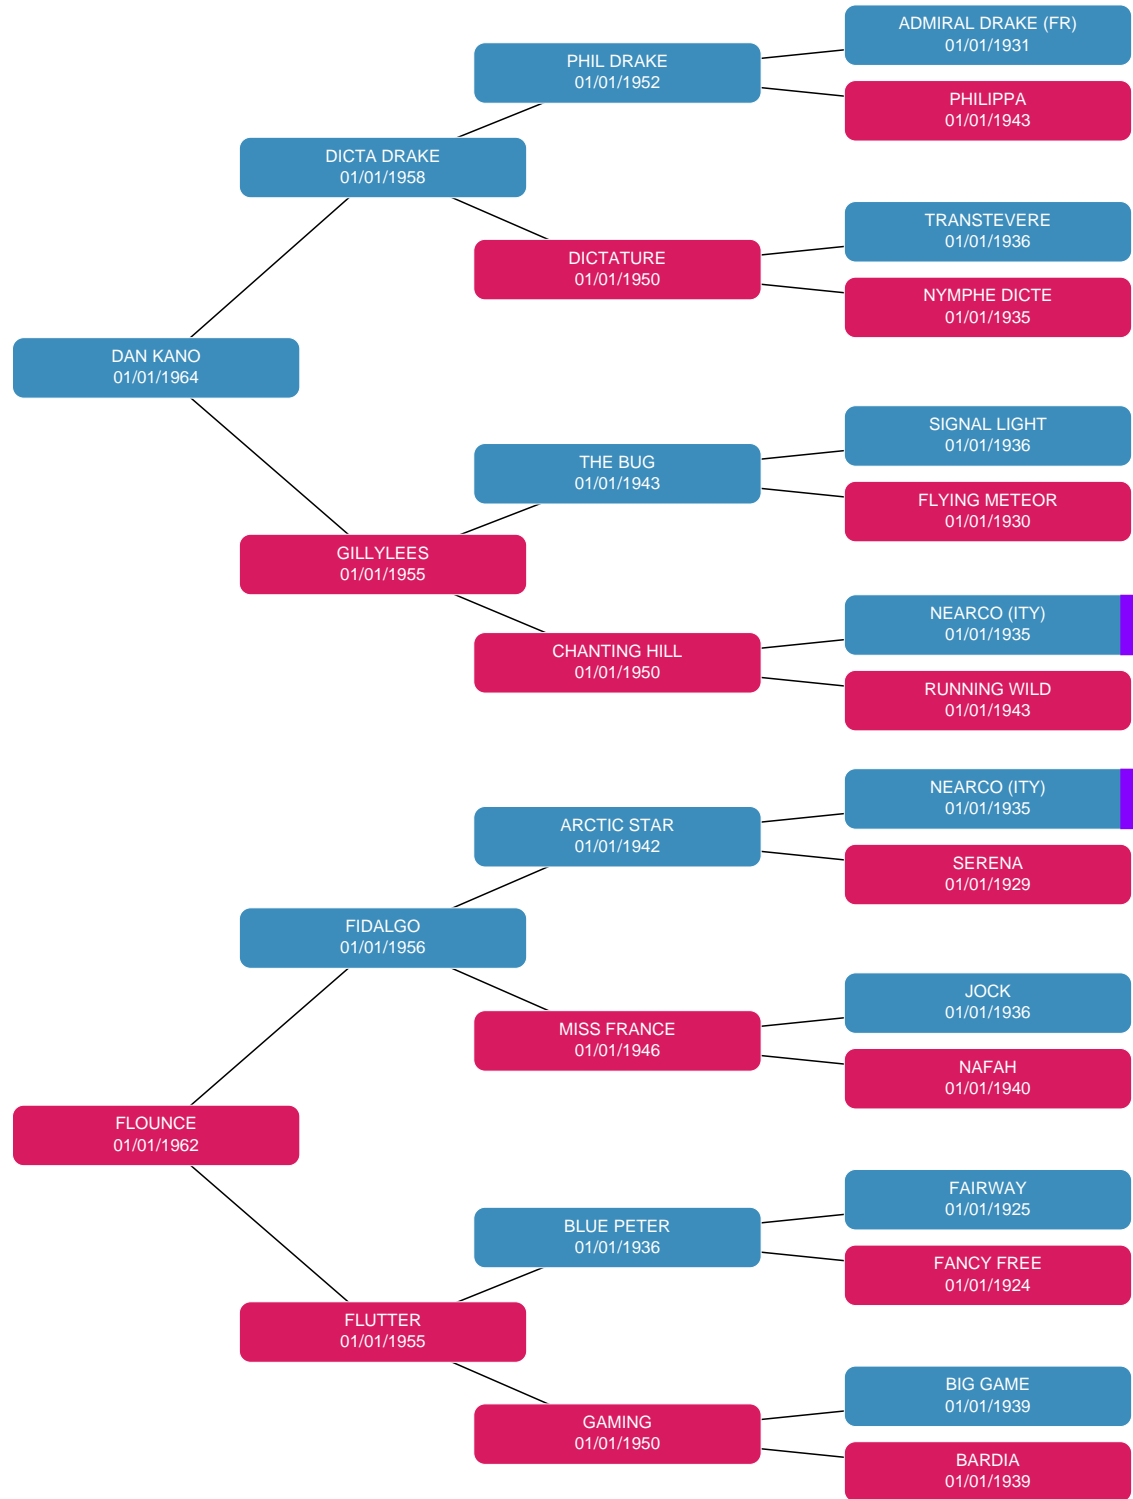 ADMIRAL DRAKE (FR)
01/01/1931
PHIL DRAKE
01/01/1952
PHILIPPA
01/01/1943
DICTA DRAKE
01/01/1958
TRANSTEVERE
01/01/1936
DICTATURE
01/01/1950
NYMPHE DICTE
01/01/1935
DAN KANO
01/01/1964
SIGNAL LIGHT
01/01/1936
THE BUG
01/01/1943
FLYING METEOR
01/01/1930
GILLYLEES
01/01/1955
NEARCO (ITY)
01/01/1935
CHANTING HILL
01/01/1950
RUNNING WILD
01/01/1943
NEARCO (ITY)
01/01/1935
ARCTIC STAR
01/01/1942
SERENA
01/01/1929
FIDALGO
01/01/1956
JOCK
01/01/1936
MISS FRANCE
01/01/1946
NAFAH
01/01/1940
FLOUNCE
01/01/1962
FAIRWAY
01/01/1925
BLUE PETER
01/01/1936
FANCY FREE
01/01/1924
FLUTTER
01/01/1955
BIG GAME
01/01/1939
GAMING
01/01/1950
BARDIA
01/01/1939